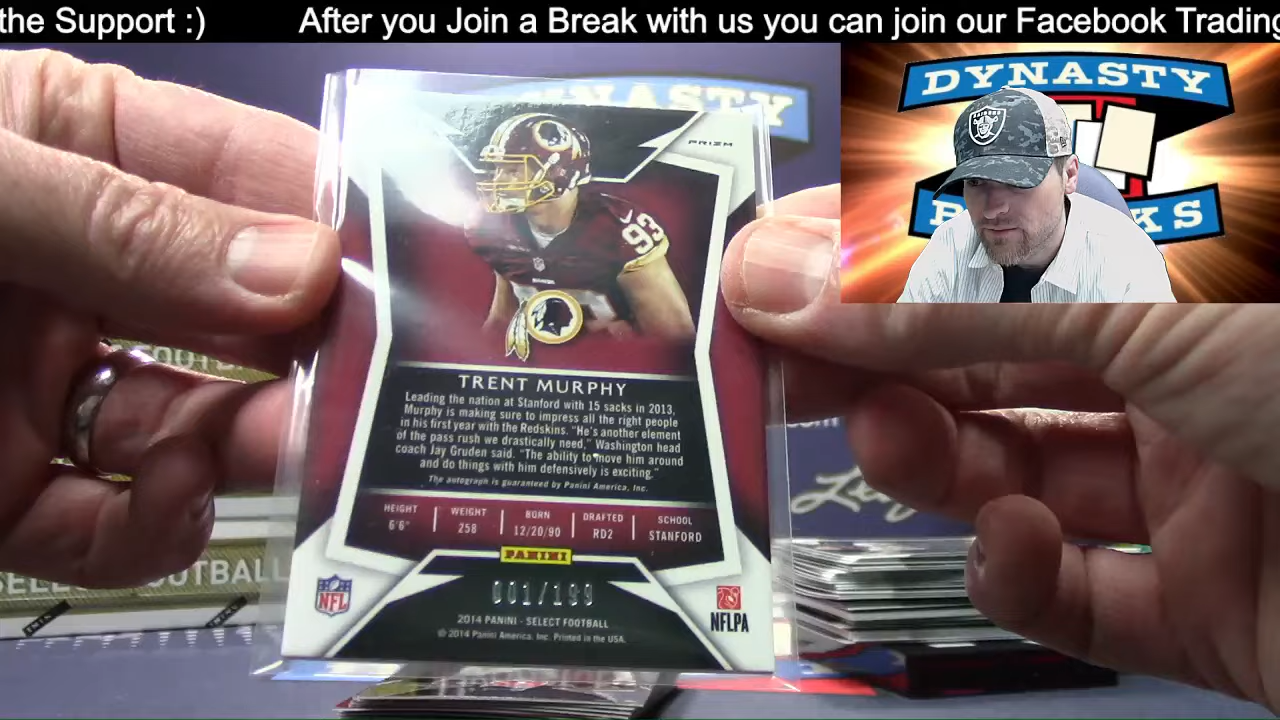 the Support :) After you Join a Break with us you can join our Facebook Trading
DYNASTY
PRIZM
93
TRENT MURPHY
Leading the nation at Stanford with 15 sacks in 2013,
Murphy is making sure to impress all the right people
in his first year with the Redskins. "He's another element
of the pass rush we drastically need," Washington head
coach Jay Gruden said. "The ability to move him around
and do things with him defensively is exciting."
The autograph is guaranteed by Panini America, Inc.
HEIGHT WEIGHT BORN DRAFTED SCHOOL
6'6" 258 12/20/90 RD2 STANFORD
PANINI
001/199
NFL
NFLPA
2014 PANINI - SELECT FOOTBALL
© 2014 Panini America, Inc. Printed in the USA.
RAIDERS
FOOTBALL